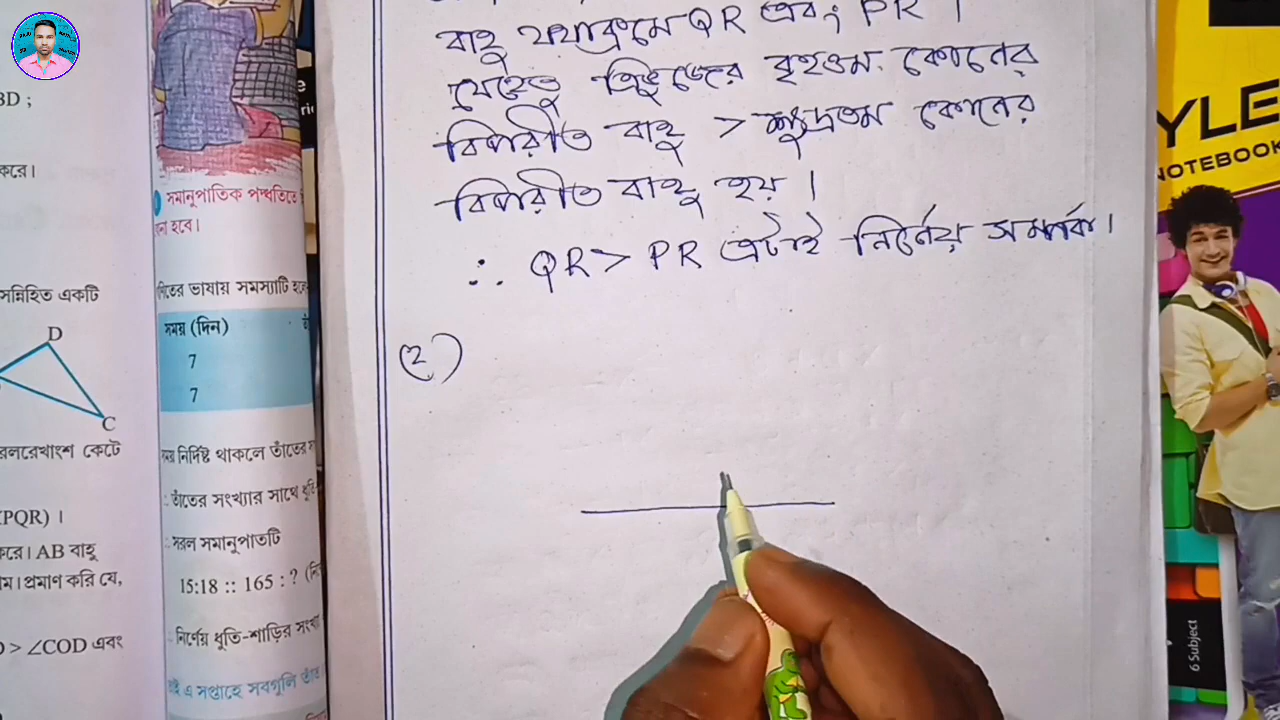 বাহু যথাক্রমে QR এবং PR ।
যেহেতু ত্রিভুজের বৃহত্তম কোনের
বিপরীত বাহু > ক্ষুদ্রতম কোনের
বিপরীত বাহু হয় ।
∴ QR > PR এটাই নির্নেয় সম্পর্ক।
(২)
BD ;
করে।
সন্নিহিত একটি
D
C
রলরেখাংশ কেটে
PQR) ।
করে। AB বাহু
ম। প্রমাণ করি যে,
> ∠COD এবং
সমানুপাতিক পদ্ধতিতে
হবে।
ণিতের ভাষায় সমস্যাটি
সময় (দিন)
7
7
নির্দিষ্ট থাকলে তাঁতের
তাঁতের সংখ্যার সাথে
সরল সমানুপাতটি
15:18 :: 165 : ?
নির্ণেয় ধুতি-শাড়ির
এ সপ্তাহে সবগুলি
YLE
NOTEBOOK
6 Subject